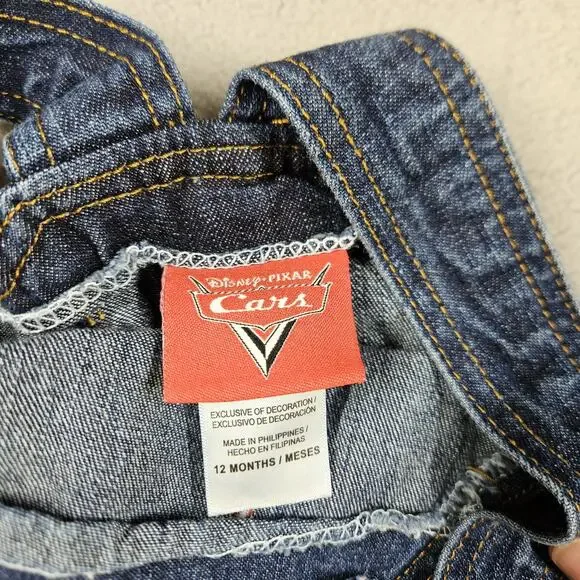 DISNEY·PIXAR
Cars
EXCLUSIVE OF DECORATION/
EXCLUSIVO DE DECORACIÓN
MADE IN PHILIPPINES/
HECHO EN FILIPINAS
12 MONTHS / MESES